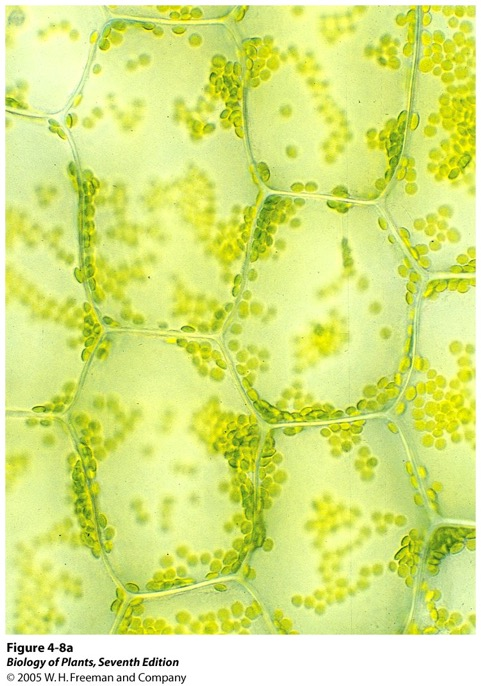 Figure 4-8a
Biology of Plants, Seventh Edition
© 2005 W. H. Freeman and Company